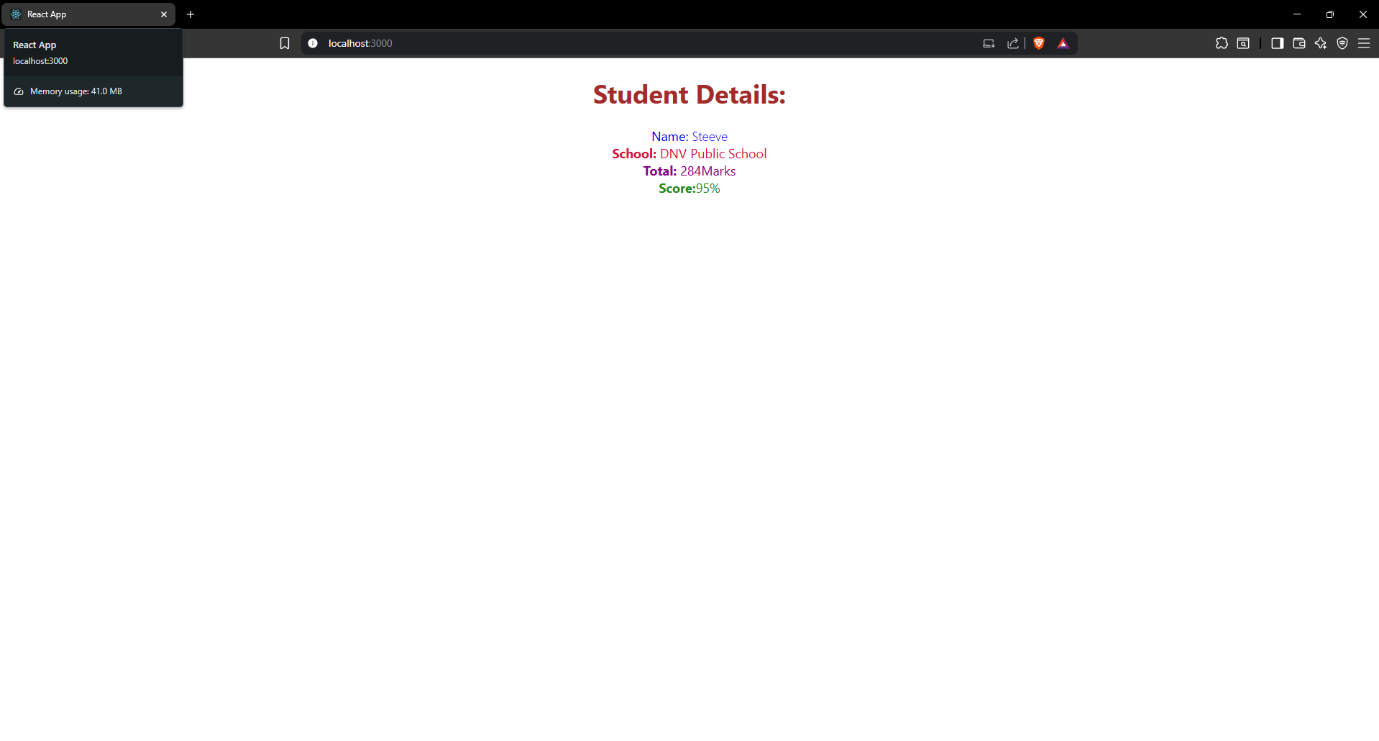 React App
React App
localhost:3000
localhost:3000
Memory usage: 41.0 MB
Student Details:
Name: Steeve
School: DNV Public School
Total: 284Marks
Score:95%